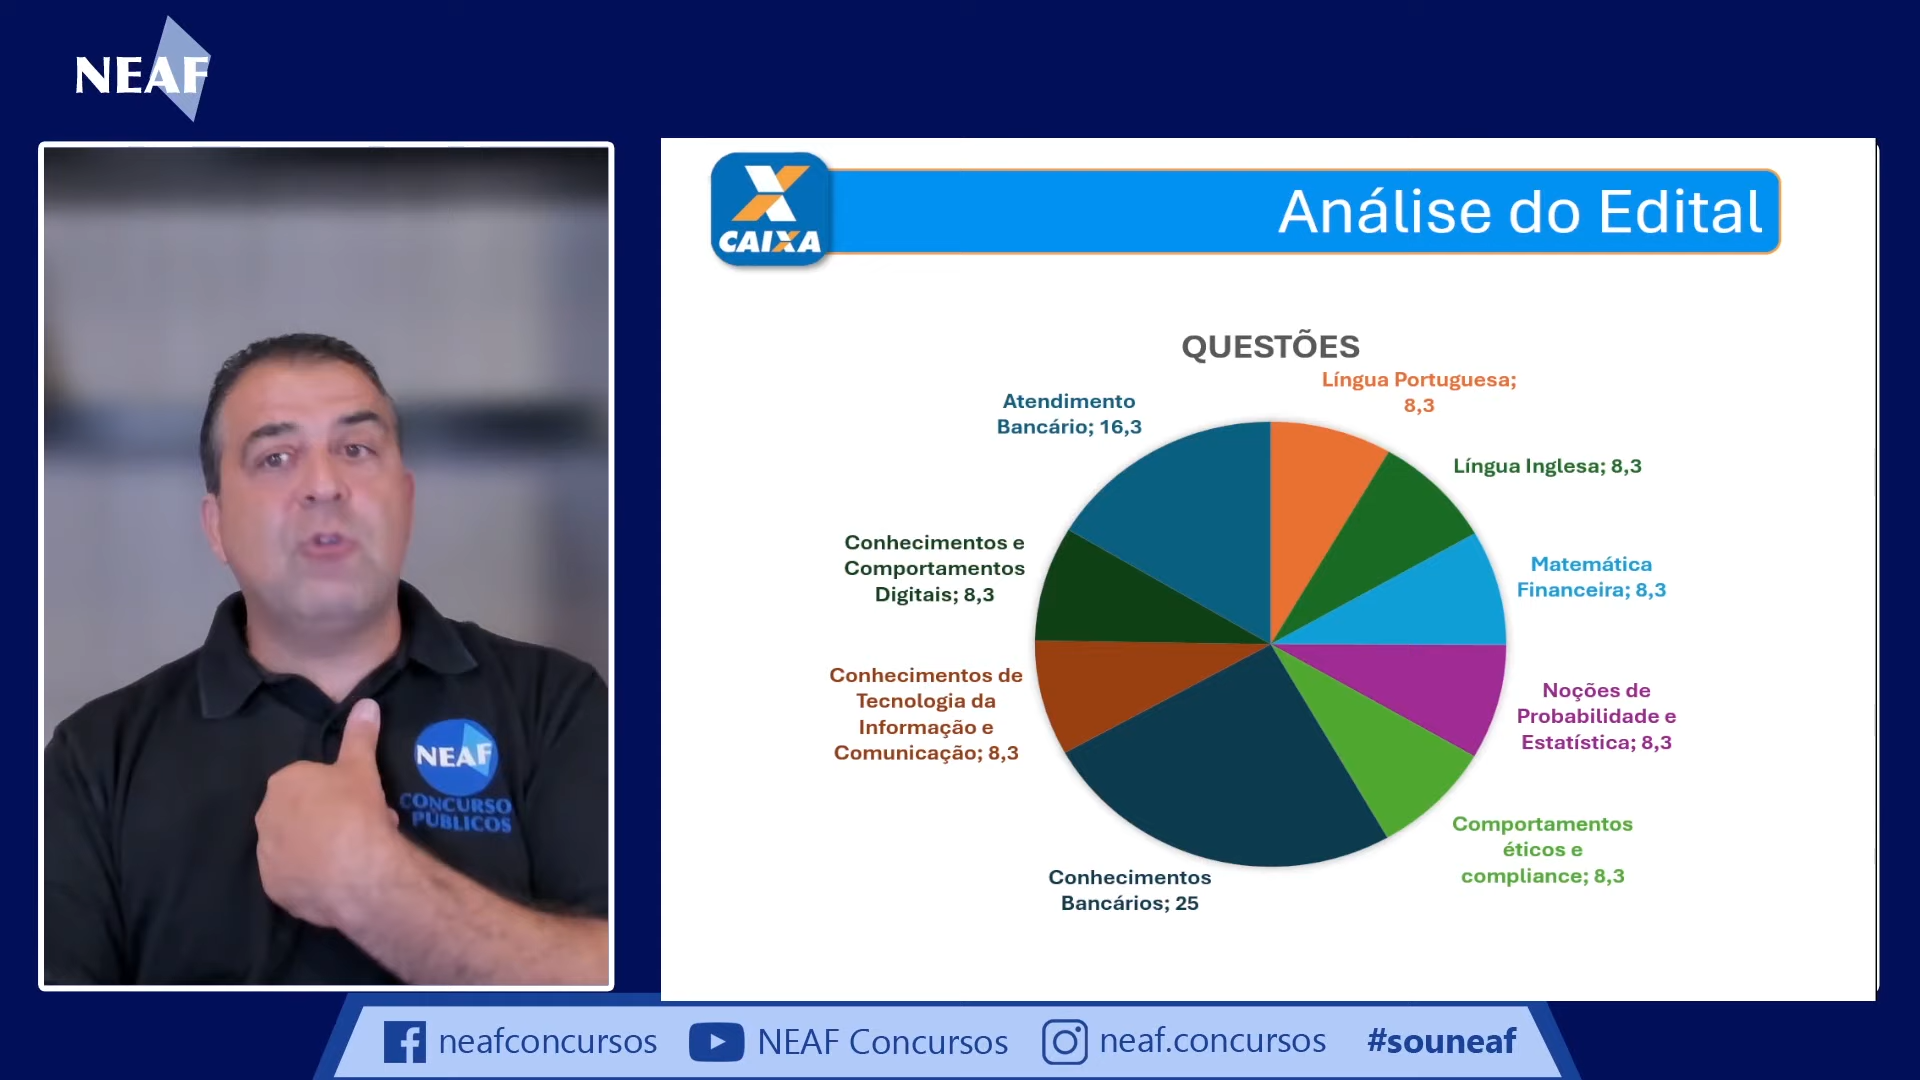 NEAF
CAIXA
Análise do Edital
QUESTÕES
Língua Portuguesa;
8,3
Atendimento
Bancário; 16,3
Língua Inglesa; 8,3
Conhecimentos e
Comportamentos
Digitais; 8,3
Matemática
Financeira; 8,3
Conhecimentos de
Tecnologia da
Informação e
Comunicação; 8,3
Noções de
Probabilidade e
Estatística; 8,3
Comportamentos
éticos e
compliance; 8,3
Conhecimentos
Bancários; 25
NEAF
CONCURSO
PÚBLICOS
neafconcursos
NEAF Concursos
neaf.concursos
#souneaf